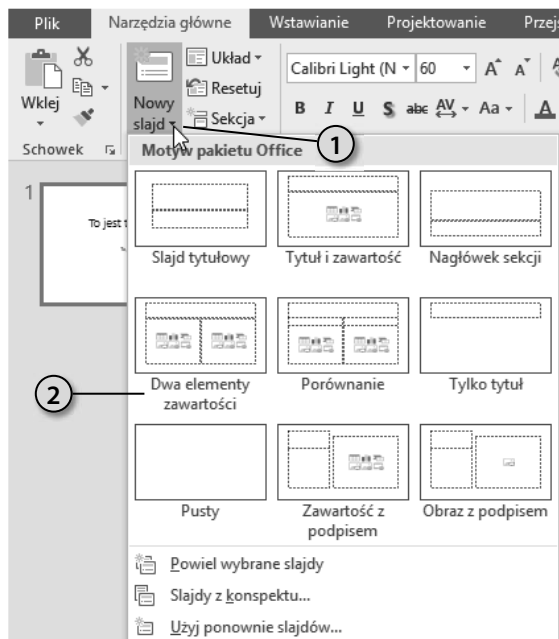 Plik Narzędzia główne Wstawianie Projektowanie Przejś
Wklej
Nowy slajd
Układ
Resetuj
Sekcja
Calibri Light (N 60 A A
B I U S abc AV Aa A
Schowek
1
Motyw pakietu Office
1
To jest t
Slajd tytułowy Tytuł i zawartość Nagłówek sekcji
2
Dwa elementy zawartości
Porównanie
Tylko tytuł
Pusty
Zawartość z podpisem
Obraz z podpisem
Powiel wybrane slajdy
Slajdy z konspektu...
Użyj ponownie slajdów...